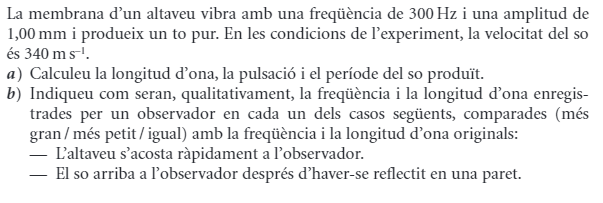 La membrana d’un altaveu vibra amb una freqüència de 300 Hz i una amplitud de
1,00 mm i produeix un to pur. En les condicions de l’experiment, la velocitat del so
és 340 m s⁻¹.
a) Calculeu la longitud d’ona, la pulsació i el període del so produït.
b) Indiqueu com seran, qualitativament, la freqüència i la longitud d’ona enregis-
trades per un observador en cada un dels casos següents, comparades (més
gran / més petit / igual) amb la freqüència i la longitud d’ona originals:
— L’altaveu s’acosta ràpidament a l’observador.
— El so arriba a l’observador després d’haver-se reflectit en una paret.